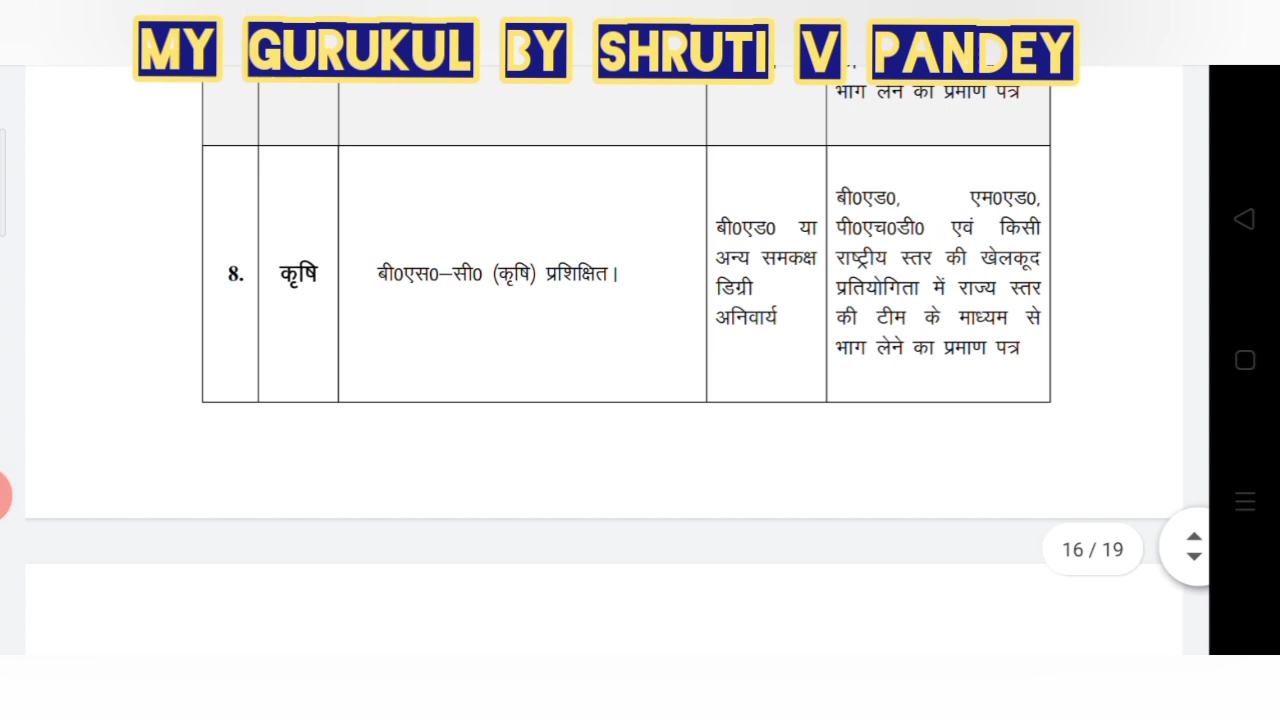 MY GURUKUL BY SHRUTI V PANDEY
भाग लेने का प्रमाण पत्र
8.
कृषि
बी0एस0–सी0 (कृषि) प्रशिक्षित।
बी0एड0 या
अन्य समकक्ष
डिग्री
अनिवार्य
बी0एड0, एम0एड0,
पी0एच0डी0 एवं किसी
राष्ट्रीय स्तर की खेलकूद
प्रतियोगिता में राज्य स्तर
की टीम के माध्यम से
भाग लेने का प्रमाण पत्र
16 / 19